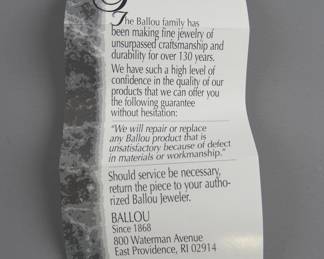 The Ballou family has
been making fine jewelry of
unsurpassed craftsmanship and
durability for over 130 years.
We have such a high level of
confidence in the quality of our
products that we can offer you
the following guarantee
without hesitation:
"We will repair or replace
any Ballou product that is
unsatisfactory because of defect
in materials or workmanship."
Should service be necessary,
return the piece to your autho-
rized Ballou Jeweler.
BALLOU
Since 1868
800 Waterman Avenue
East Providence, RI 02914